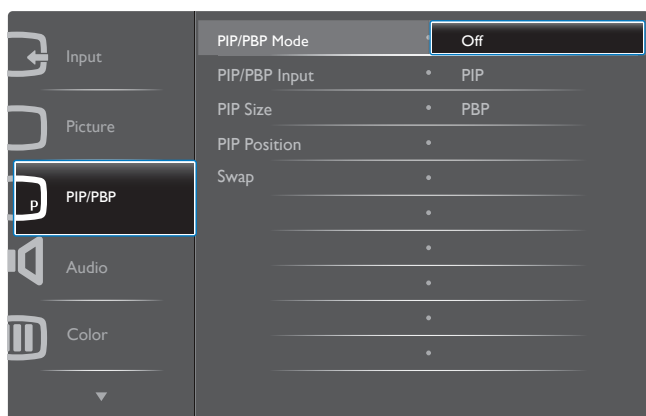 Input
Picture
P
PIP/PBP
Audio
Color
PIP/PBP Mode
PIP/PBP Input
PIP Size
PIP Position
Swap
Off
PIP
PBP